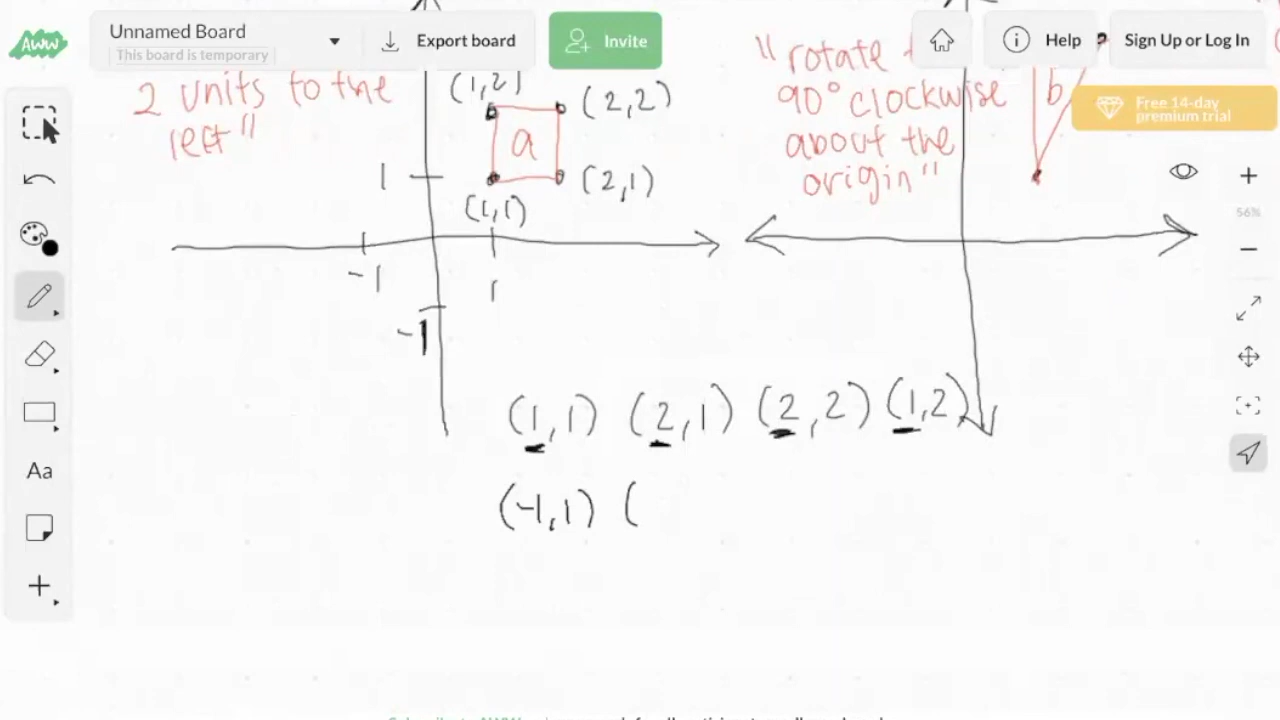 AWW
Unnamed Board
This board is temporary
Export board
Invite
Help
Sign Up or Log In
Free 14-day
premium trial
56%
Aa
2 units to the
left"
(1,2)
(2,2)
a
1
(2,1)
(1,1)
-1
1
-1
"rotate
90° clockwise
about the
origin"
b
(1,1) (2,1) (2,2) (1,2)
(-1,1) (